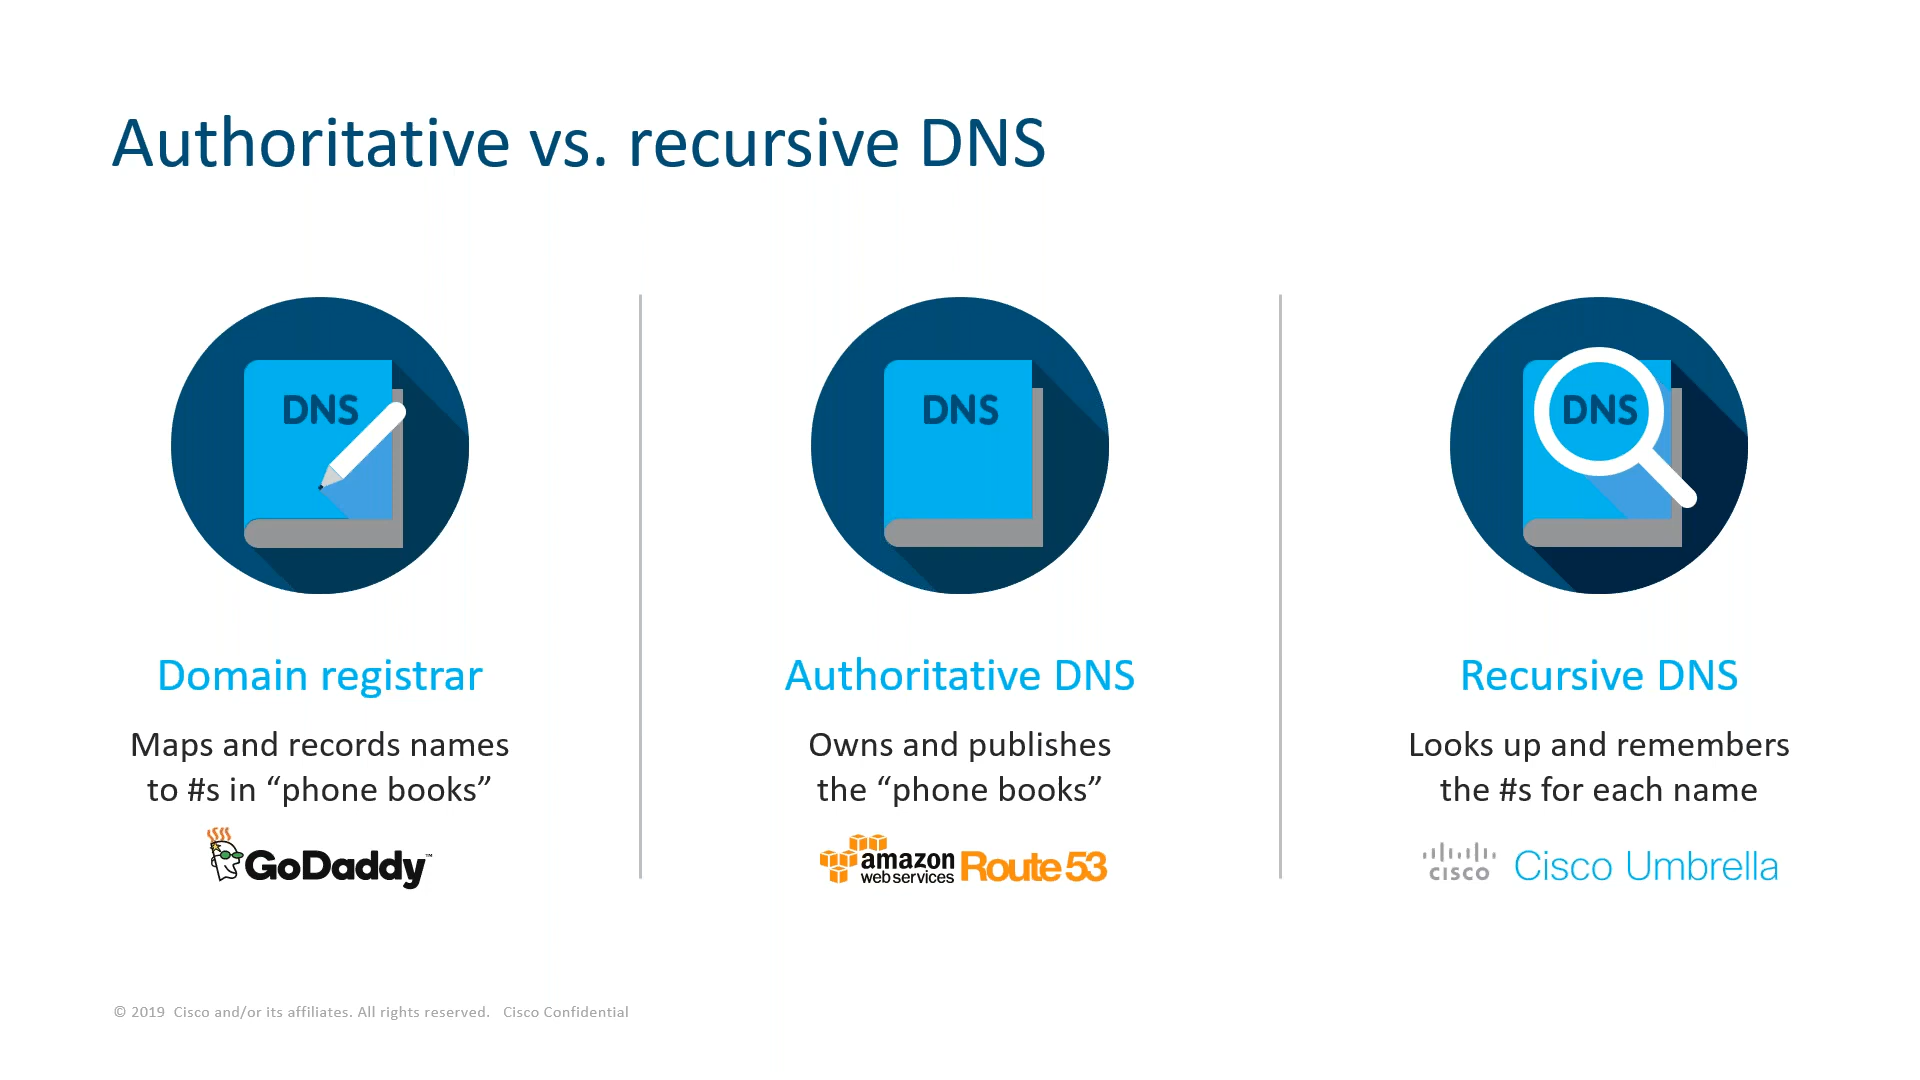 Authoritative vs. recursive DNS
DNS
DNS
DNS
Domain registrar
Maps and records names
to #s in “phone books”
GoDaddy™
Authoritative DNS
Owns and publishes
the “phone books”
amazon
web services
Route 53
Recursive DNS
Looks up and remembers
the #s for each name
CISCO
Cisco Umbrella
© 2019 Cisco and/or its affiliates. All rights reserved. Cisco Confidential